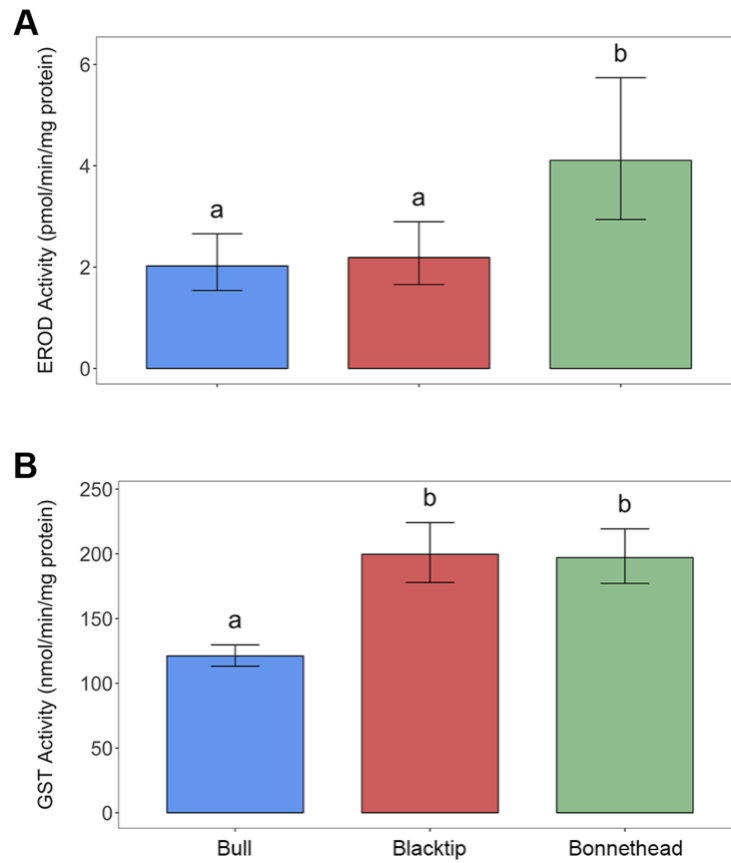 A
EROD Activity (pmol/min/mg protein)
6
4
2
0
a
a
b
B
GST Activity (nmol/min/mg protein)
250
200
150
100
50
0
a
b
b
Bull
Blacktip
Bonnethead